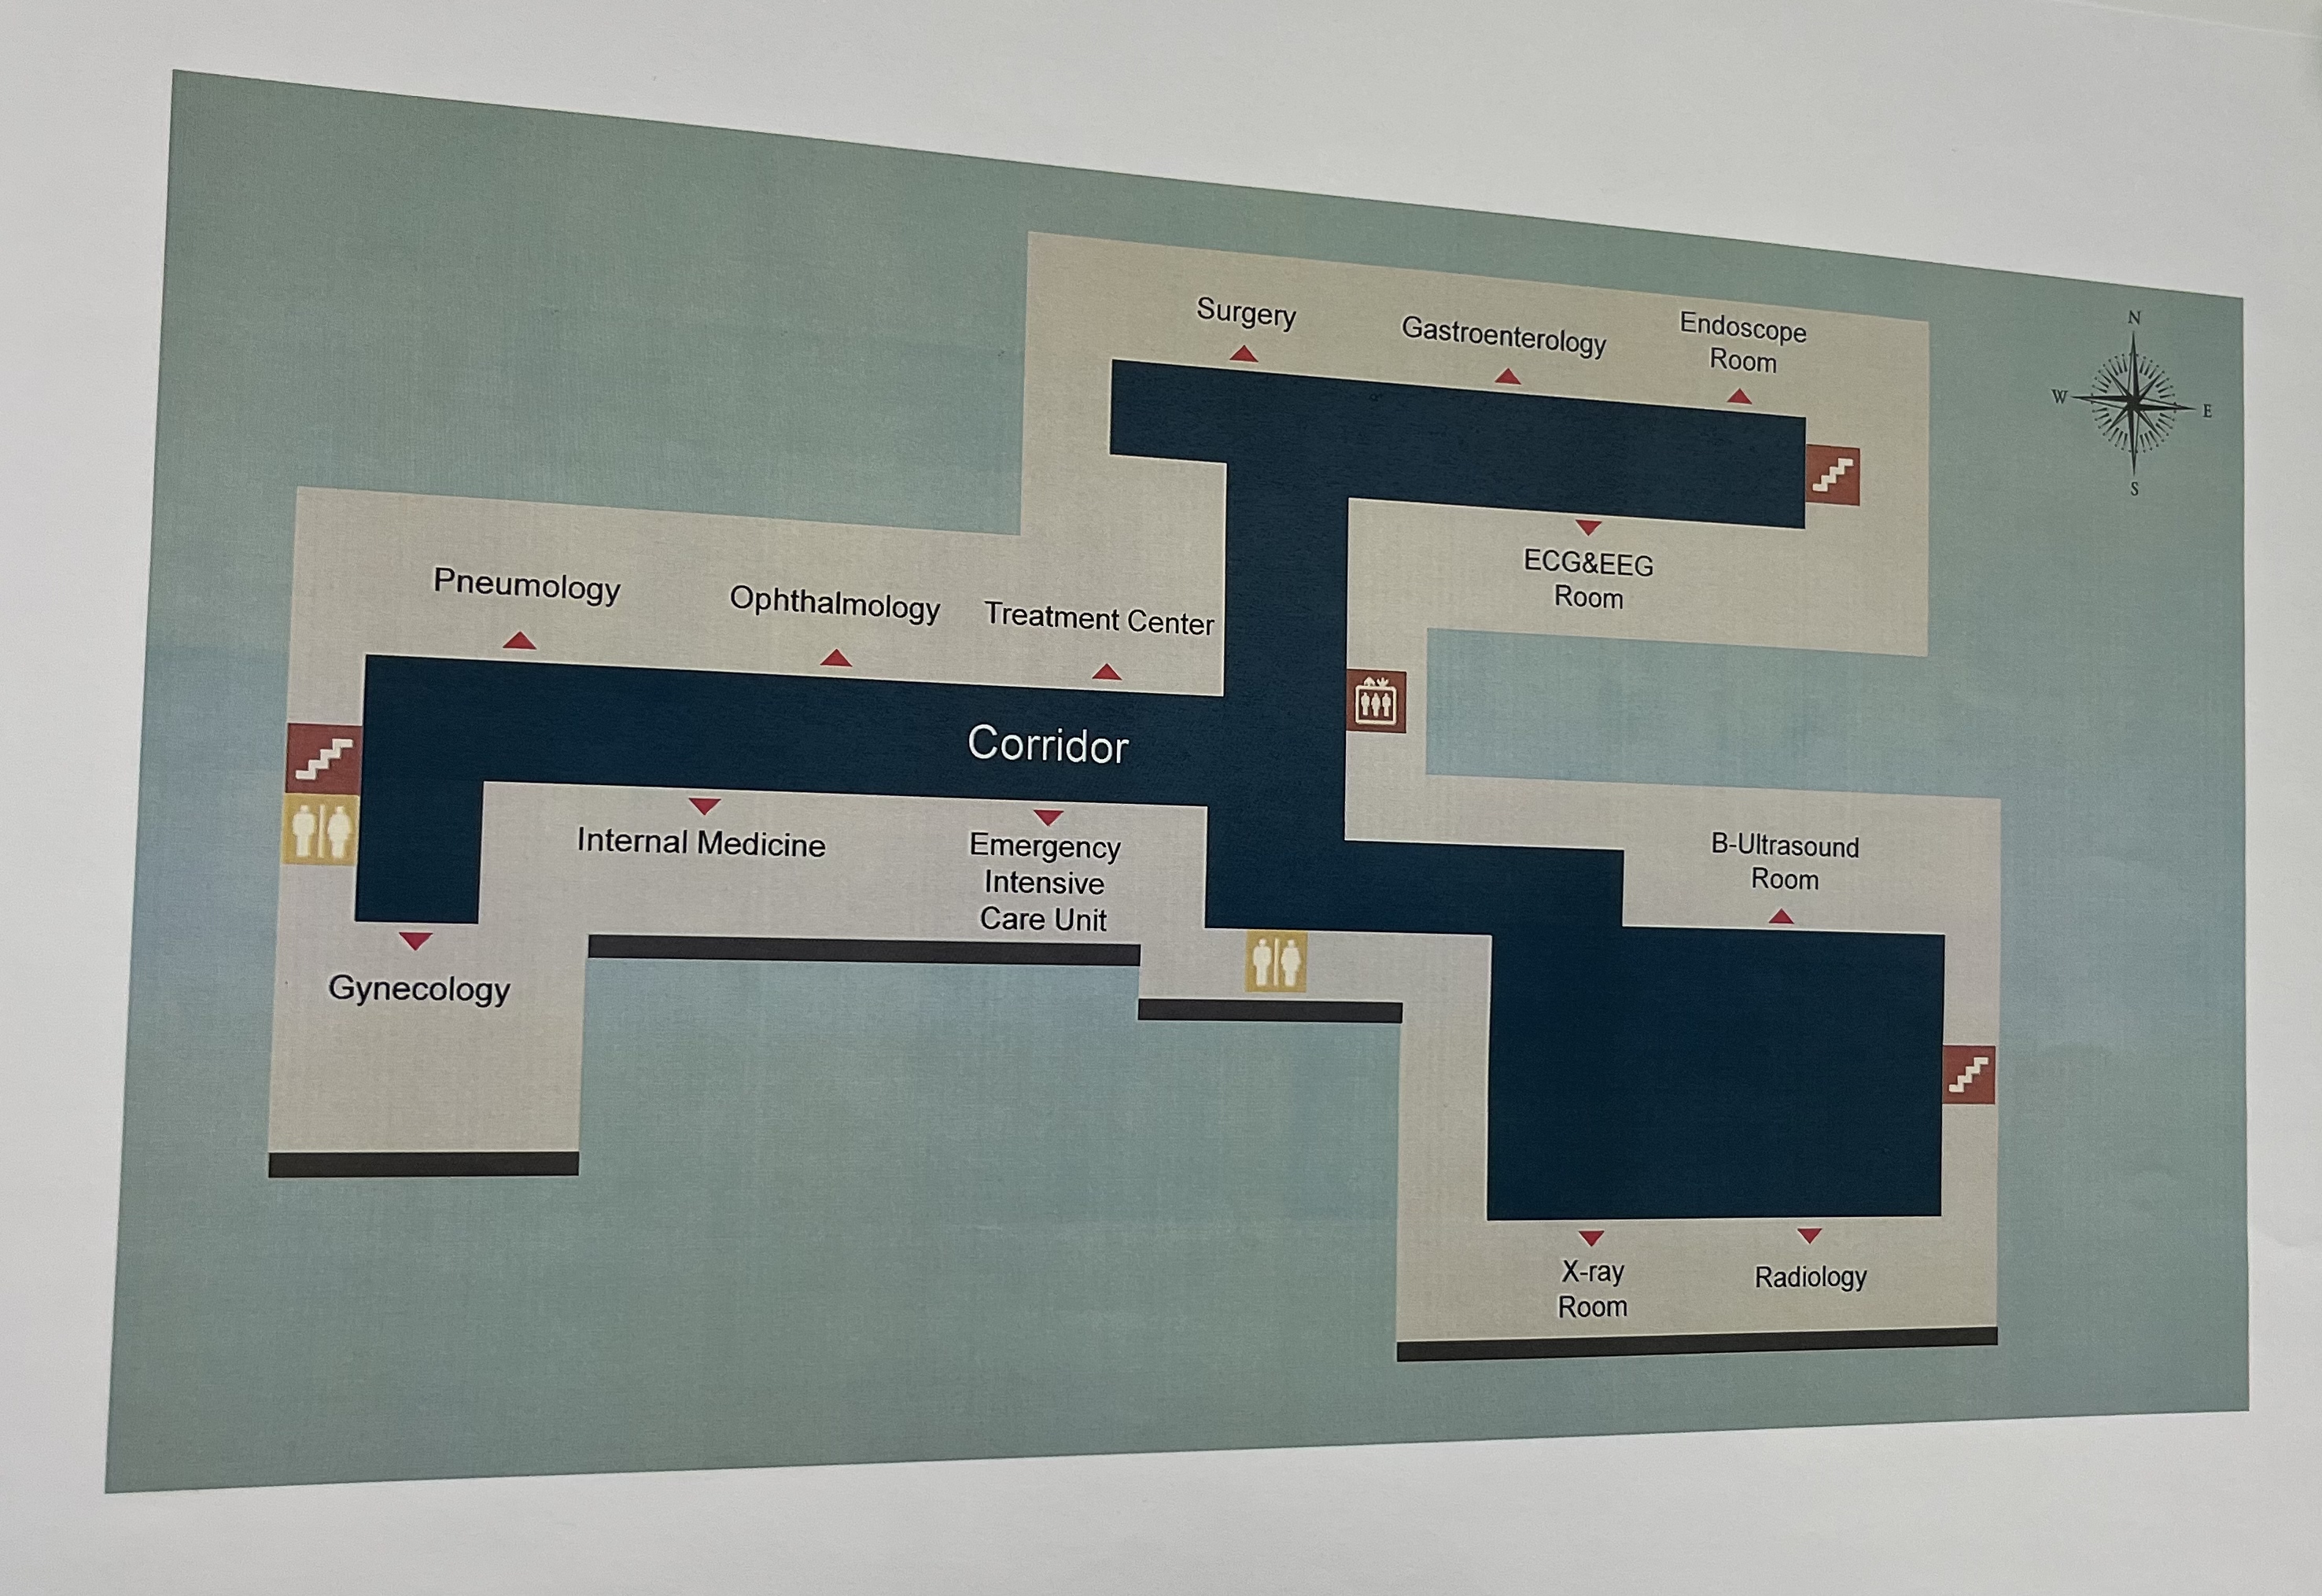 Surgery
Gastroenterology
Endoscope
Room
N
W
E
S
ECG&EEG
Room
Pneumology
Ophthalmology
Treatment Center
Corridor
Internal Medicine
Emergency
Intensive
Care Unit
B-Ultrasound
Room
Gynecology
X-ray
Room
Radiology